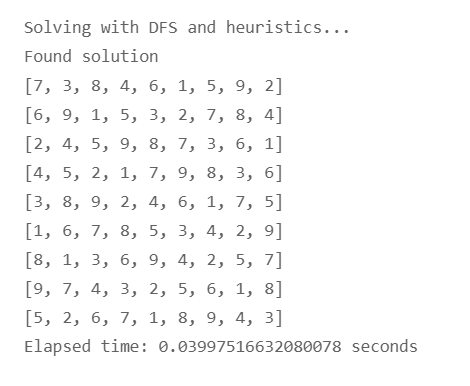 Solving with DFS and heuristics...
Found solution
[7, 3, 8, 4, 6, 1, 5, 9, 2]
[6, 9, 1, 5, 3, 2, 7, 8, 4]
[2, 4, 5, 9, 8, 7, 3, 6, 1]
[4, 5, 2, 1, 7, 9, 8, 3, 6]
[3, 8, 9, 2, 4, 6, 1, 7, 5]
[1, 6, 7, 8, 5, 3, 4, 2, 9]
[8, 1, 3, 6, 9, 4, 2, 5, 7]
[9, 7, 4, 3, 2, 5, 6, 1, 8]
[5, 2, 6, 7, 1, 8, 9, 4, 3]
Elapsed time: 0.03997516632080078 seconds